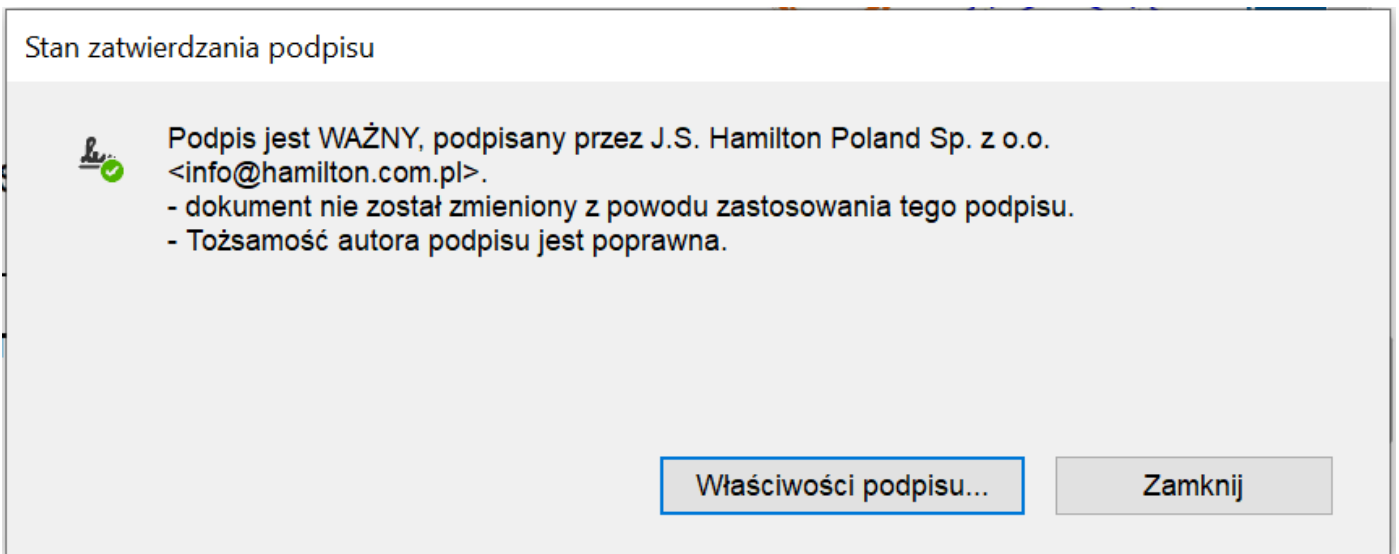 Stan zatwierdzania podpisu
Podpis jest WAŻNY, podpisany przez J.S. Hamilton Poland Sp. z o.o.
<info@hamilton.com.pl>.
- dokument nie został zmieniony z powodu zastosowania tego podpisu.
- Tożsamość autora podpisu jest poprawna.
Właściwości podpisu...
Zamknij